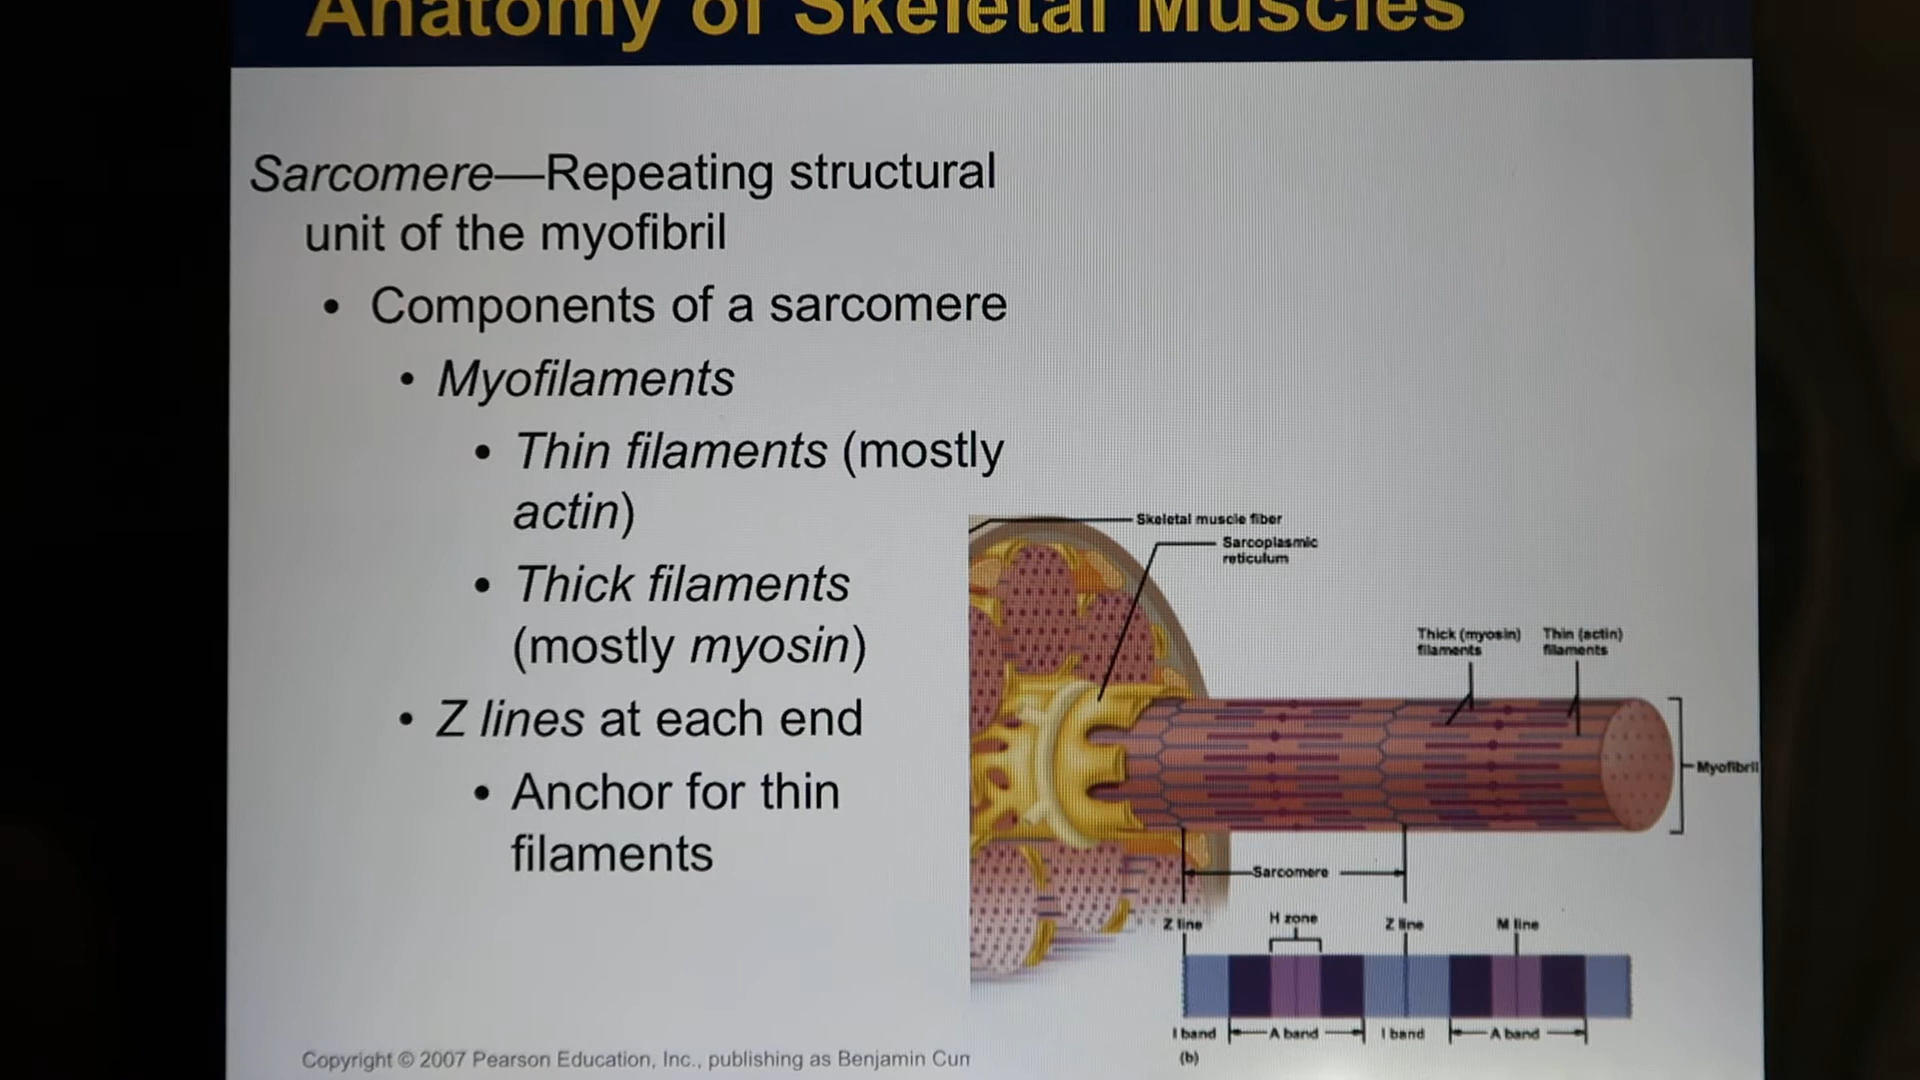 Anatomy of Skeletal Muscles
Sarcomere—Repeating structural
unit of the myofibril
• Components of a sarcomere
• Myofilaments
• Thin filaments (mostly
actin)
• Thick filaments
(mostly myosin)
• Z lines at each end
• Anchor for thin
filaments
Skeletal muscle fiber
Sarcoplasmic
reticulum
Thick (myosin)
filaments
Thin (actin)
filaments
Myofibril
Sarcomere
Z line
H zone
Z line
M line
I band
A band
I band
A band
(b)
Copyright © 2007 Pearson Education, Inc., publishing as Benjamin Cum